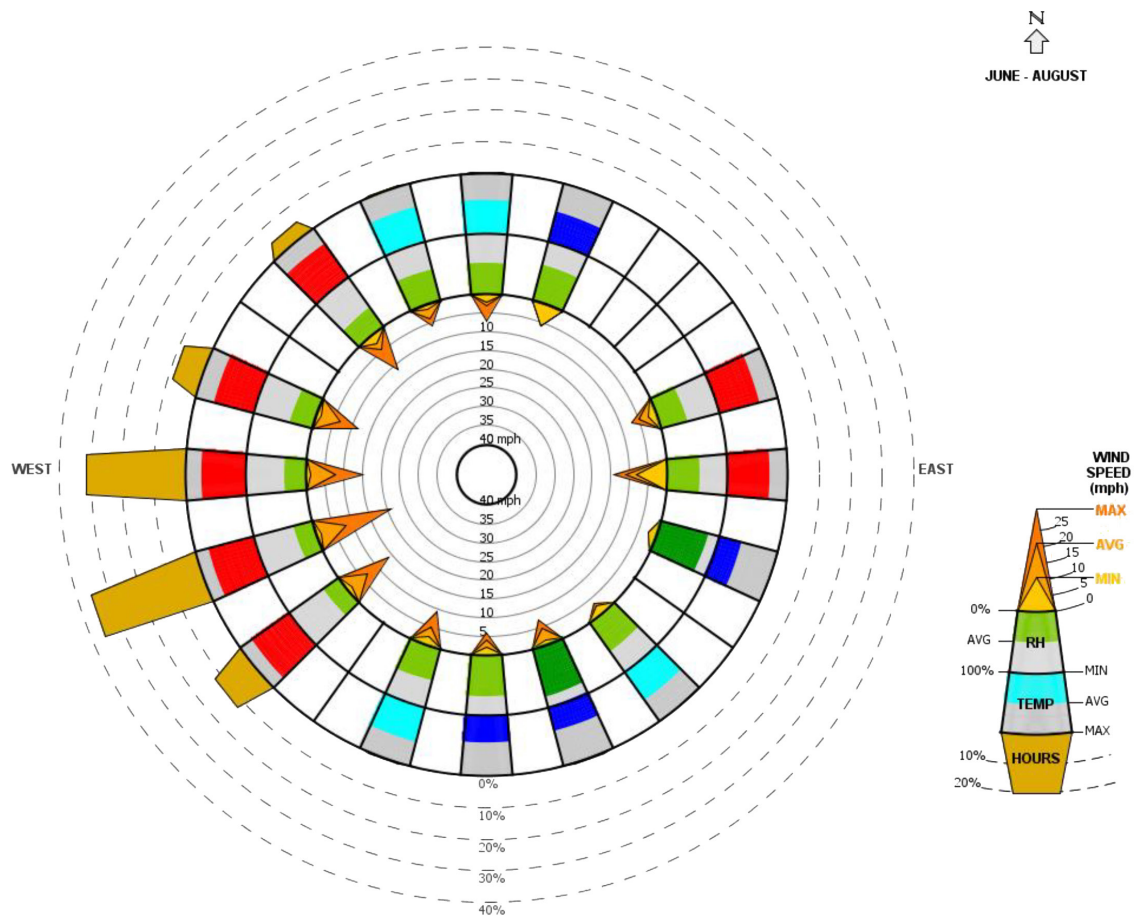 N
JUNE - AUGUST
10
15
20
25
30
35
40 mph
WEST
EAST
40 mph
35
30
25
20
15
10
5
0%
10%
20%
30%
40%
WIND
SPEED
(mph)
MAX
25
20
AVG
15
10
MIN
5
0
0%
AVG
RH
100%
MIN
TEMP
AVG
MAX
HOURS
10%
20%